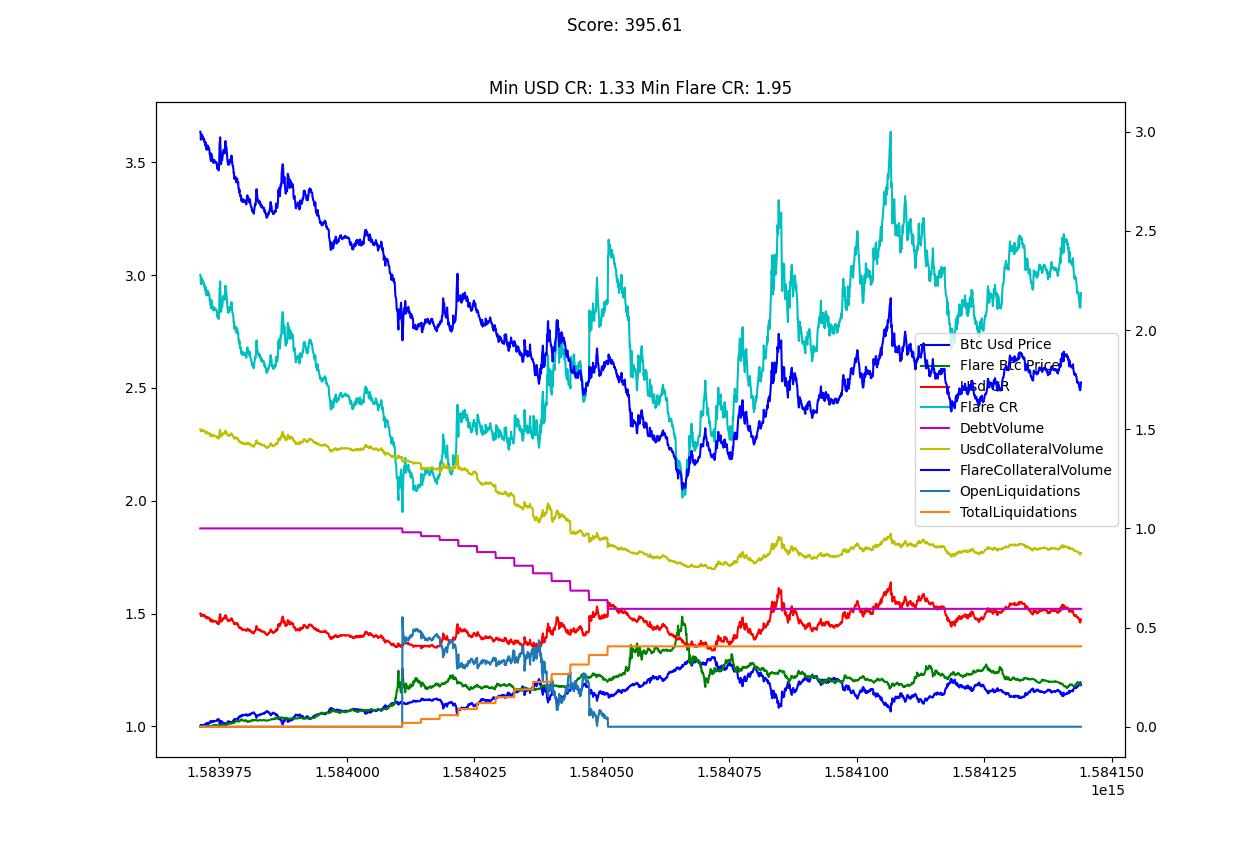 Score: 395.61
Min USD CR: 1.33 Min Flare CR: 1.95
3.5
3.0
2.5
2.0
1.5
1.0
3.0
2.5
2.0
1.5
1.0
0.5
0.0
Btc Usd Price
Flare Btc Price
Usd CR
Flare CR
DebtVolume
UsdCollateralVolume
FlareCollateralVolume
OpenLiquidations
TotalLiquidations
1.583975 1.584000 1.584025 1.584050 1.584075 1.584100 1.584125 1.584150
1e15